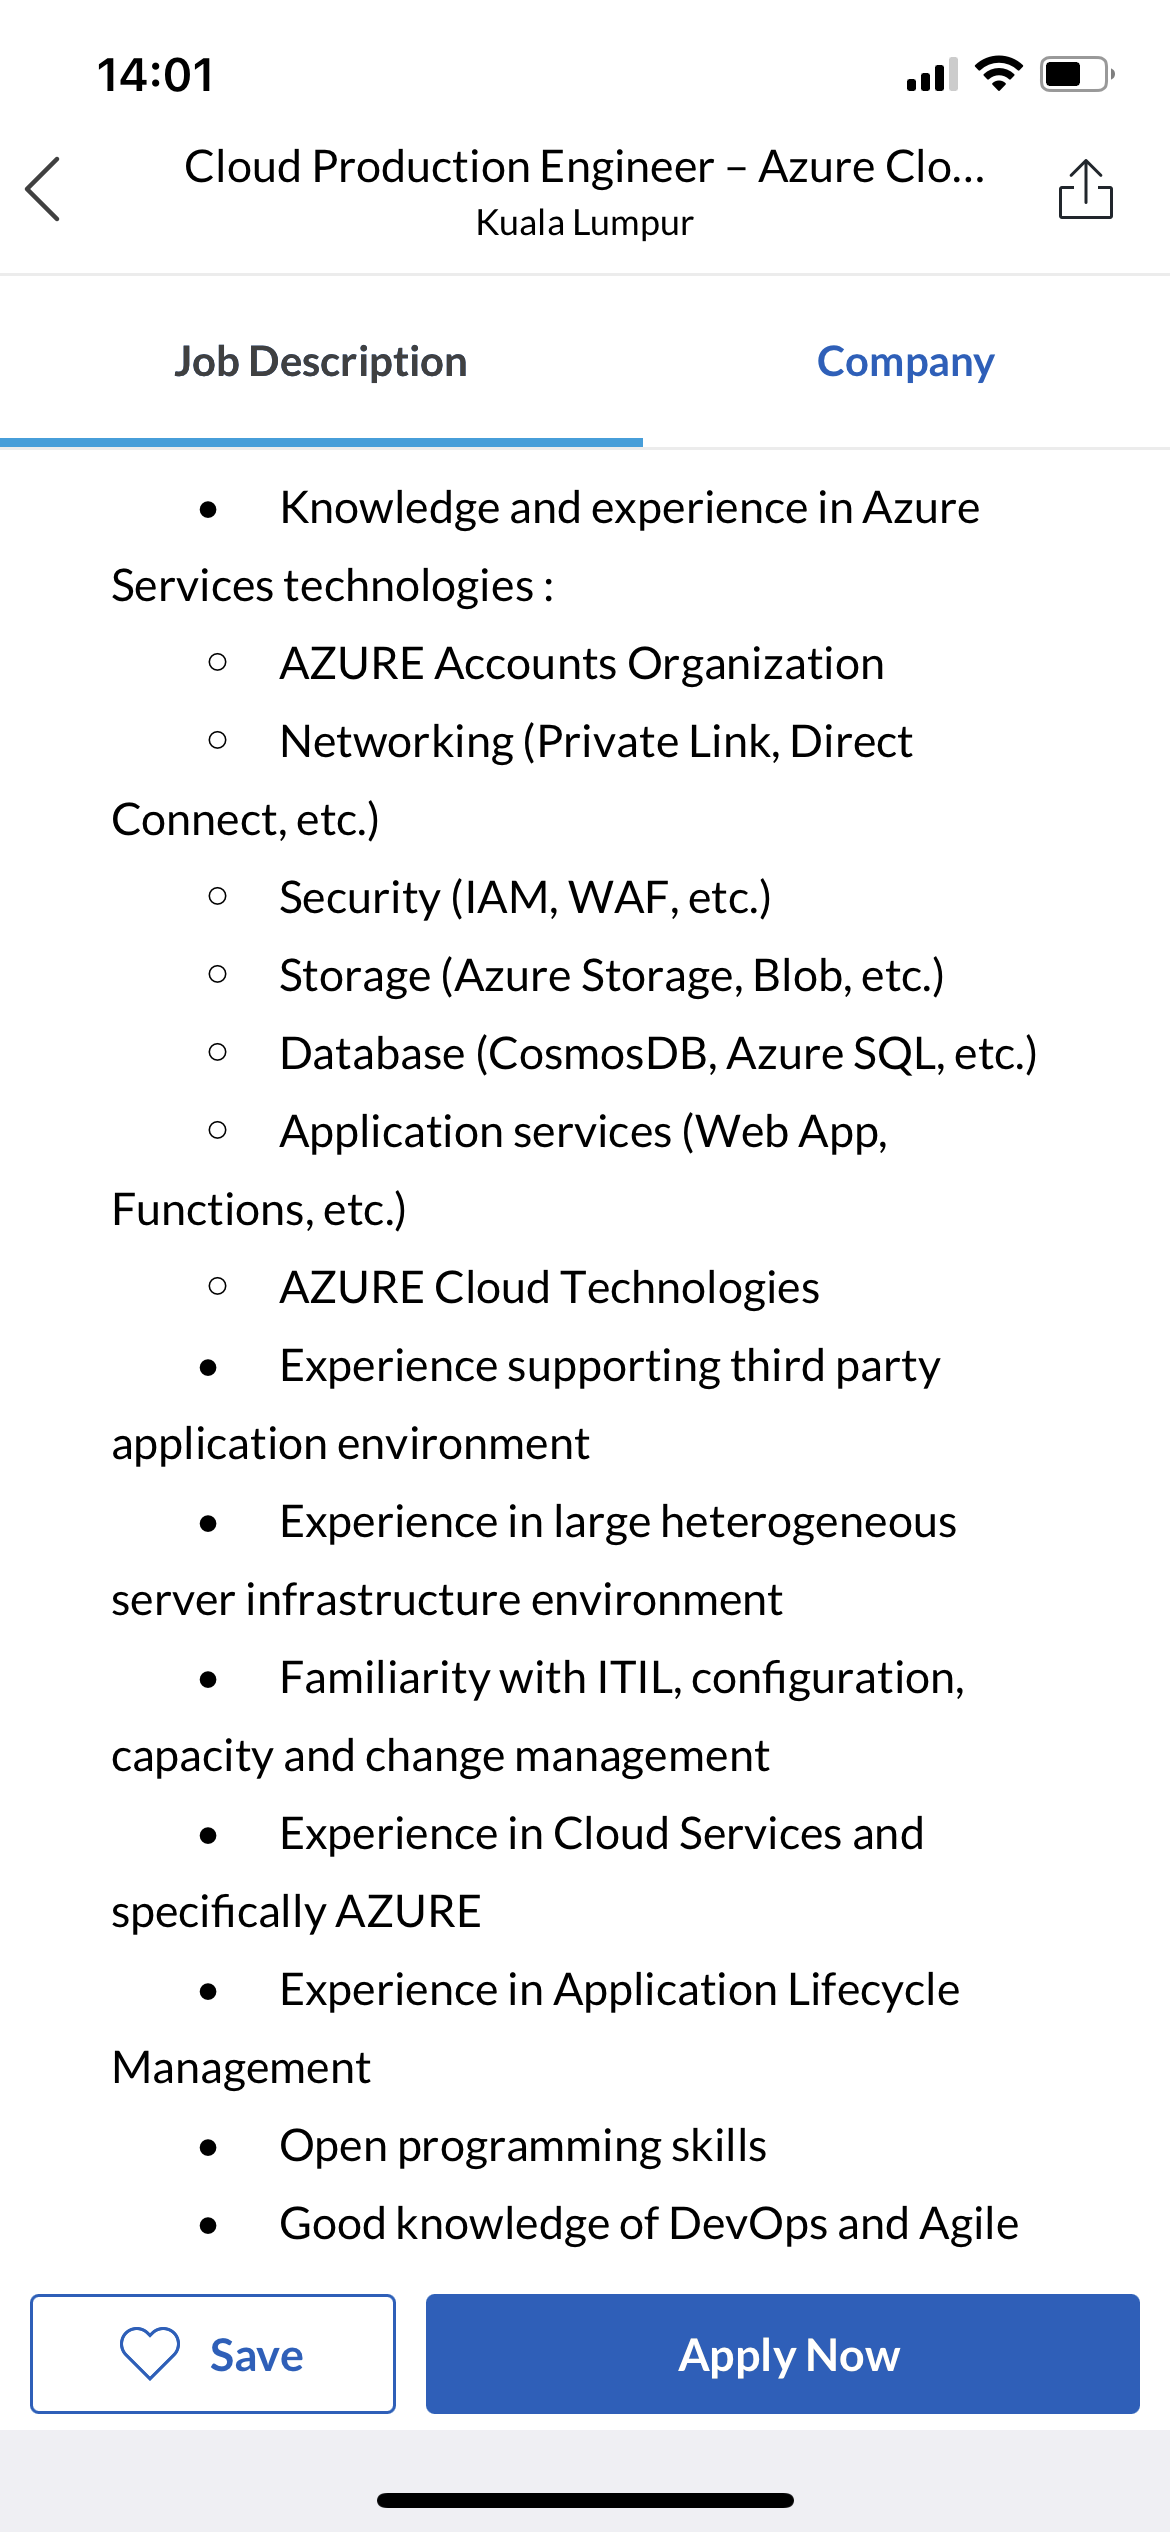 14:01
Cloud Production Engineer – Azure Clo...
Kuala Lumpur
Job Description
Company
• Knowledge and experience in Azure
Services technologies :
○ AZURE Accounts Organization
○ Networking (Private Link, Direct
Connect, etc.)
○ Security (IAM, WAF, etc.)
○ Storage (Azure Storage, Blob, etc.)
○ Database (CosmosDB, Azure SQL, etc.)
○ Application services (Web App,
Functions, etc.)
○ AZURE Cloud Technologies
• Experience supporting third party
application environment
• Experience in large heterogeneous
server infrastructure environment
• Familiarity with ITIL, configuration,
capacity and change management
• Experience in Cloud Services and
specifically AZURE
• Experience in Application Lifecycle
Management
• Open programming skills
• Good knowledge of DevOps and Agile
Save
Apply Now